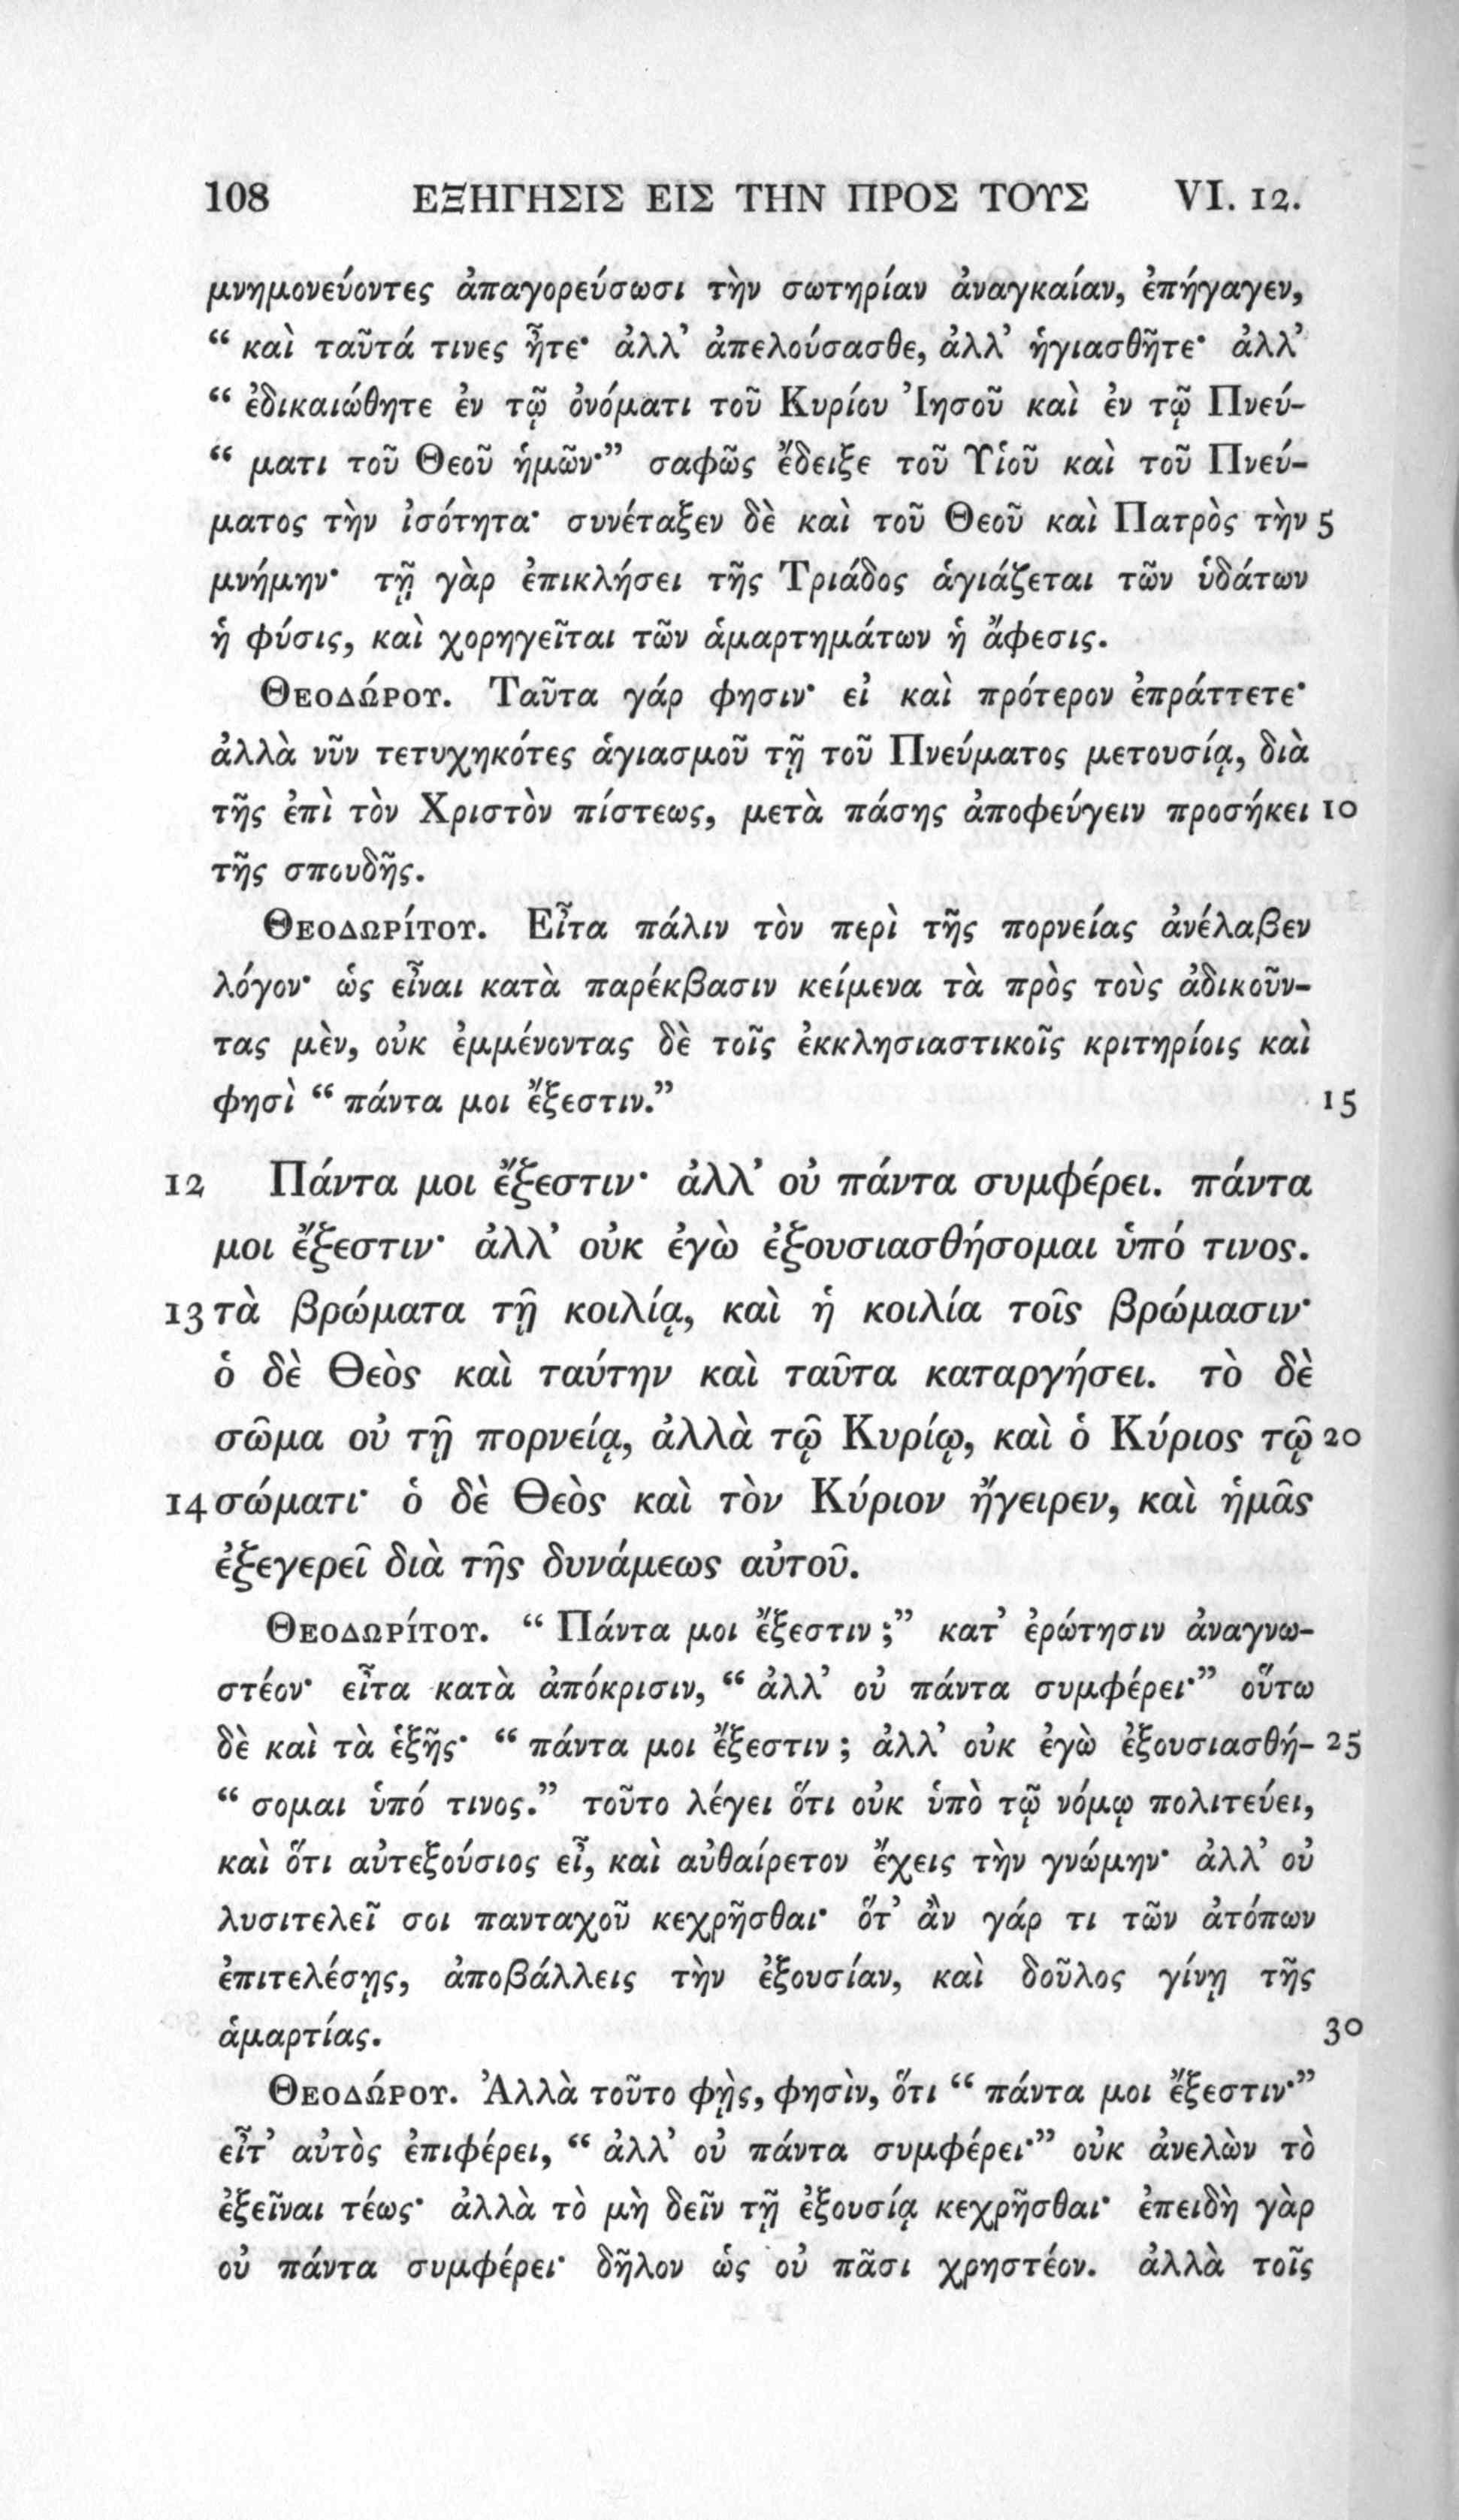 108 ΕΞΗΓΗΣΙΣ ΕΙΣ ΤΗΝ ΠΡΟΣ ΤΟΥΣ VI. 12.
μνημονεύοντες ἀπαγορεύσωσι τὴν σωτηρίαν ἀναγκαίαν, ἐπήγαγεν,
“ καὶ ταῦτά τινες ἦτε· ἀλλ’ ἀπελούσασθε, ἀλλ’ ἡγιασθῆτε· ἀλλ’
“ ἐδικαιώθητε ἐν τῷ ὀνόματι τοῦ Κυρίου Ἰησοῦ καὶ ἐν τῷ Πνεύ-
“ ματι τοῦ Θεοῦ ἡμῶν·” σαφῶς ἔδειξε τοῦ Υἱοῦ καὶ τοῦ Πνεύ-
ματος τὴν ἰσότητα· συνέταξεν δὲ καὶ τοῦ Θεοῦ καὶ Πατρὸς τὴν 5
μνήμην· τῇ γὰρ ἐπικλήσει τῆς Τριάδος ἁγιάζεται τῶν ὑδάτων
ἡ φύσις, καὶ χορηγεῖται τῶν ἁμαρτημάτων ἡ ἄφεσις.
Θεοδώρου. Ταῦτα γάρ φησιν· εἰ καὶ πρότερον ἐπράττετε·
ἀλλὰ νῦν τετυχηκότες ἁγιασμοῦ τῇ τοῦ Πνεύματος μετουσίᾳ, διὰ
τῆς ἐπὶ τὸν Χριστὸν πίστεως, μετὰ πάσης ἀποφεύγειν προσήκει 10
τῆς σπουδῆς.
Θεοδωρίτου. Εἶτα πάλιν τὸν περὶ τῆς πορνείας ἀνέλαβεν
λόγον· ὡς εἶναι κατὰ παρέκβασιν κείμενα τὰ πρὸς τοὺς ἀδικοῦν-
τας μὲν, οὐκ ἐμμένοντας δὲ τοῖς ἐκκλησιαστικοῖς κριτηρίοις καὶ
φησὶ “ πάντα μοι ἔξεστιν.” 15
12 Πάντα μοι ἔξεστιν· ἀλλ’ οὐ πάντα συμφέρει. πάντα
μοι ἔξεστιν· ἀλλ’ οὐκ ἐγὼ ἐξουσιασθήσομαι ὑπό τινος.
13 τὰ βρώματα τῇ κοιλίᾳ, καὶ ἡ κοιλία τοῖς βρώμασιν·
ὁ δὲ Θεὸς καὶ ταύτην καὶ ταῦτα καταργήσει. τὸ δὲ
σῶμα οὐ τῇ πορνείᾳ, ἀλλὰ τῷ Κυρίῳ, καὶ ὁ Κύριος τῷ 20
14 σώματι· ὁ δὲ Θεὸς καὶ τὸν Κύριον ἤγειρεν, καὶ ἡμᾶς
ἐξεγερεῖ διὰ τῆς δυνάμεως αὐτοῦ.
Θεοδωρίτου. “ Πάντα μοι ἔξεστιν ;” κατ’ ἐρώτησιν ἀναγνω-
στέον· εἶτα κατὰ ἀπόκρισιν, “ ἀλλ’ οὐ πάντα συμφέρει·” οὕτω
δὲ καὶ τὰ ἑξῆς· “ πάντα μοι ἔξεστιν ; ἀλλ’ οὐκ ἐγὼ ἐξουσιασθή- 25
“ σομαι ὑπό τινος.” τοῦτο λέγει ὅτι οὐκ ὑπὸ τῷ νόμῳ πολιτεύει,
καὶ ὅτι αὐτεξούσιος εἶ, καὶ αὐθαίρετον ἔχεις τὴν γνώμην· ἀλλ’ οὐ
λυσιτελεῖ σοι πανταχοῦ κεχρῆσθαι· ὅτ’ ἂν γάρ τι τῶν ἀτόπων
ἐπιτελέσῃς, ἀποβάλλεις τὴν ἐξουσίαν, καὶ δοῦλος γίνῃ τῆς
ἁμαρτίας. 30
Θεοδώρου. Ἀλλὰ τοῦτο φῂς, φησὶν, ὅτι “ πάντα μοι ἔξεστιν·”
εἶτ’ αὐτὸς ἐπιφέρει, “ ἀλλ’ οὐ πάντα συμφέρει·” οὐκ ἀνελὼν τὸ
ἐξεῖναι τέως· ἀλλὰ τὸ μὴ δεῖν τῇ ἐξουσίᾳ κεχρῆσθαι· ἐπειδὴ γὰρ
οὐ πάντα συμφέρει· δῆλον ὡς οὐ πᾶσι χρηστέον. ἀλλὰ τοῖς